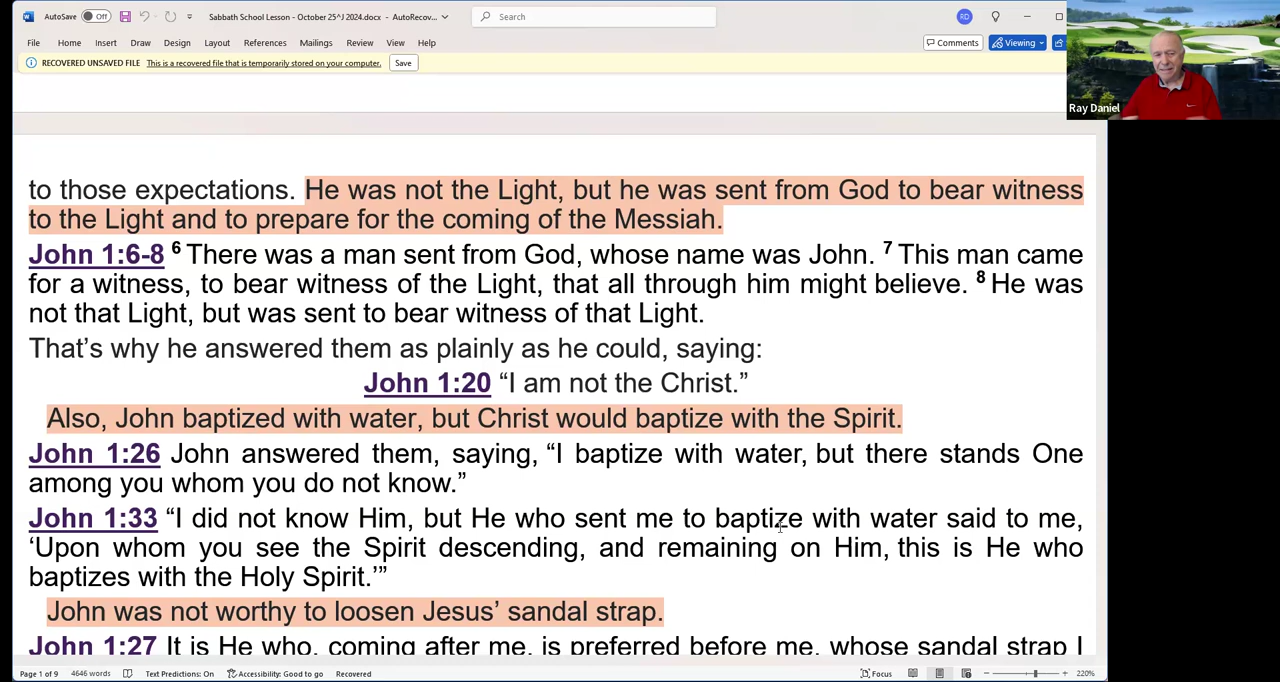 AutoSave Off Sabbath School Lesson - October 25^J 2024.docx - AutoRecov... Search RD
File Home Insert Draw Design Layout References Mailings Review View Help Comments Viewing
RECOVERED UNSAVED FILE This is a recovered file that is temporarily stored on your computer. Save
Ray Daniel
to those expectations. He was not the Light, but he was sent from God to bear witness
to the Light and to prepare for the coming of the Messiah.
John 1:6-8 6 There was a man sent from God, whose name was John. 7 This man came
for a witness, to bear witness of the Light, that all through him might believe. 8 He was
not that Light, but was sent to bear witness of that Light.
That’s why he answered them as plainly as he could, saying:
John 1:20 “I am not the Christ.”
Also, John baptized with water, but Christ would baptize with the Spirit.
John 1:26 John answered them, saying, “I baptize with water, but there stands One
among you whom you do not know.”
John 1:33 “I did not know Him, but He who sent me to baptize with water said to me,
‘Upon whom you see the Spirit descending, and remaining on Him, this is He who
baptizes with the Holy Spirit.’”
John was not worthy to loosen Jesus’ sandal strap.
John 1:27 It is He who, coming after me, is preferred before me, whose sandal strap I
Page 1 of 9 4646 words Text Predictions: On Accessibility: Good to go Recovered Focus 220%